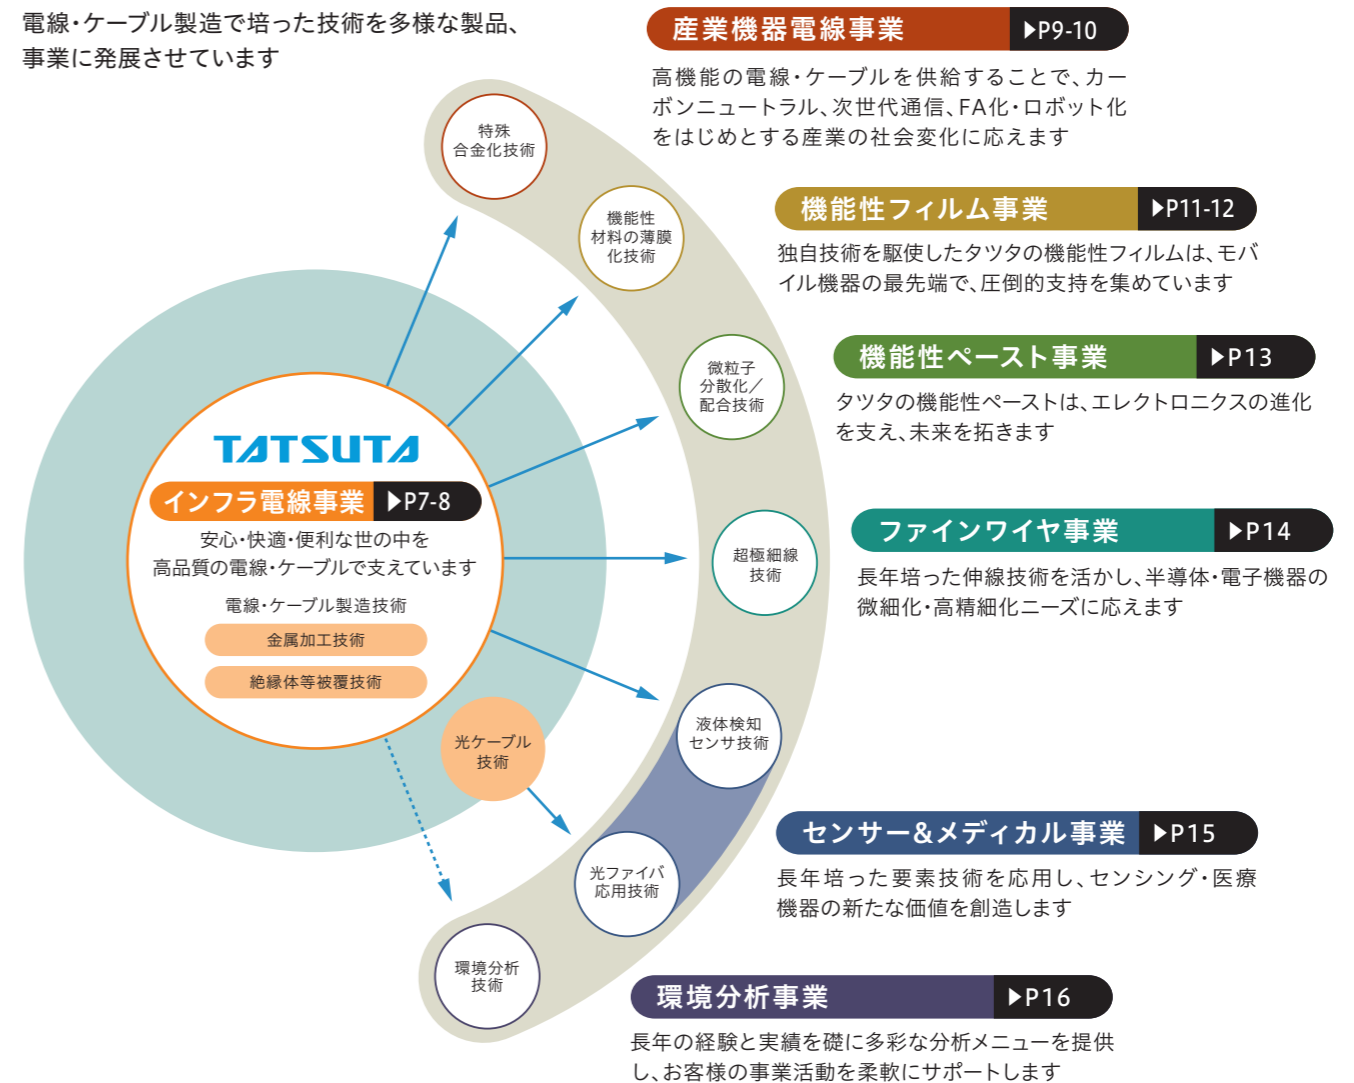 電線・ケーブル製造で培った技術を多様な製品、
事業に発展させています
産業機器電線事業 ▶P9-10
高機能の電線・ケーブルを供給することで、カー
ボンニュートラル、次世代通信、FA化・ロボット化
をはじめとする産業の社会変化に応えます
特殊
合金化技術
機能性フィルム事業 ▶P11-12
独自技術を駆使したタツタの機能性フィルムは、モバ
イル機器の最先端で、圧倒的支持を集めています
機能性
材料の薄膜
化技術
機能性ペースト事業 ▶P13
タツタの機能性ペーストは、エレクトロニクスの進化
を支え、未来を拓きます
微粒子
分散化／
配合技術
TATSUTA
インフラ電線事業 ▶P7-8
安心・快適・便利な世の中を
高品質の電線・ケーブルで支えています
電線・ケーブル製造技術
金属加工技術
絶縁体等被覆技術
光ケーブル
技術
ファインワイヤ事業 ▶P14
長年培った伸線技術を活かし、半導体・電子機器の
微細化・高精細化ニーズに応えます
超極細線
技術
液体検知
センサ技術
光ファイバ
応用技術
センサー&メディカル事業 ▶P15
長年培った要素技術を応用し、センシング・医療
機器の新たな価値を創造します
環境分析
技術
環境分析事業 ▶P16
長年の経験と実績を礎に多彩な分析メニューを提供
し、お客様の事業活動を柔軟にサポートします